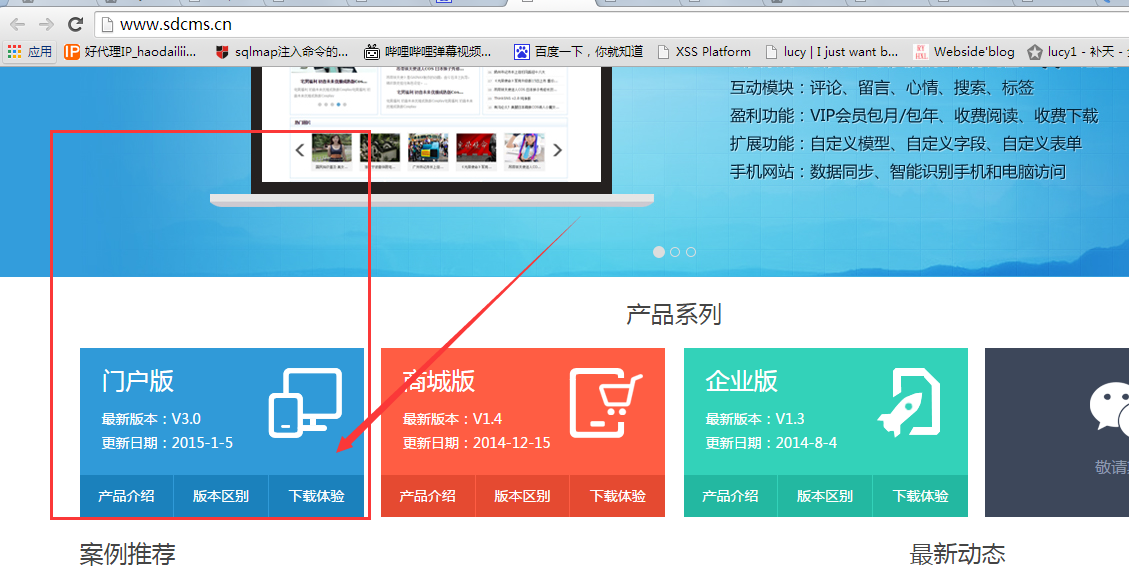 www.sdcms.cn
应用 好代理IP_haodailiii... sqlmap注入命令的... 哔哩哔哩弹幕视频... 百度一下，你就知道 XSS Platform lucy | I just want b... Webside'blog lucy1 - 补天 -
互动模块：评论、留言、心情、搜索、标签
盈利功能：VIP会员包月/包年、收费阅读、收费下载
扩展功能：自定义模型、自定义字段、自定义表单
手机网站：数据同步、智能识别手机和电脑访问
产品系列
门户版
最新版本：V3.0
更新日期：2015-1-5
产品介绍 版本区别 下载体验
商城版
最新版本：V1.4
更新日期：2014-12-15
产品介绍 版本区别 下载体验
企业版
最新版本：V1.3
更新日期：2014-8-4
产品介绍 版本区别 下载体验
敬请
案例推荐
最新动态